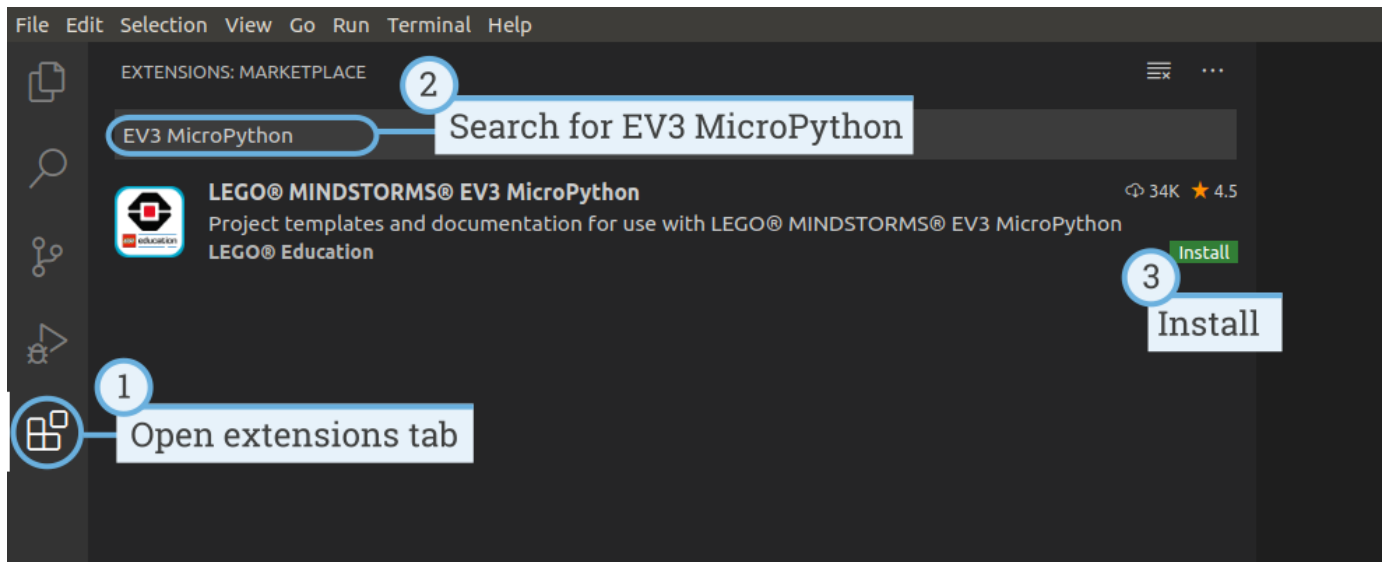 File Edit Selection View Go Run Terminal Help
EXTENSIONS: MARKETPLACE
2
Search for EV3 MicroPython
EV3 MicroPython
LEGO® MINDSTORMS® EV3 MicroPython
34K ★ 4.5
Project templates and documentation for use with LEGO® MINDSTORMS® EV3 MicroPython
education
LEGO® Education
Install
3
Install
1
Open extensions tab